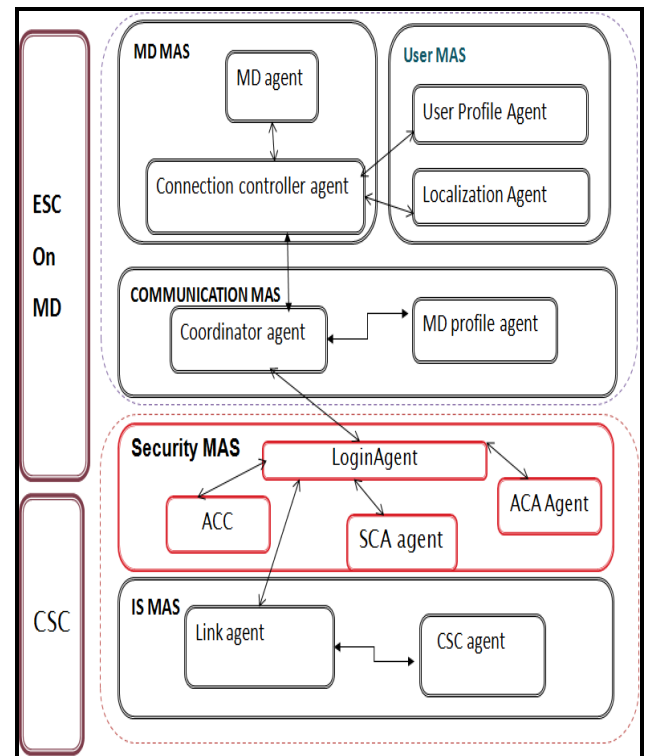 ESC
On
MD
CSC
MD MAS
MD agent
Connection controller agent
User MAS
User Profile Agent
Localization Agent
COMMUNICATION MAS
Coordinator agent
MD profile agent
Security MAS
LoginAgent
ACC
SCA agent
ACA Agent
IS MAS
Link agent
CSC agent